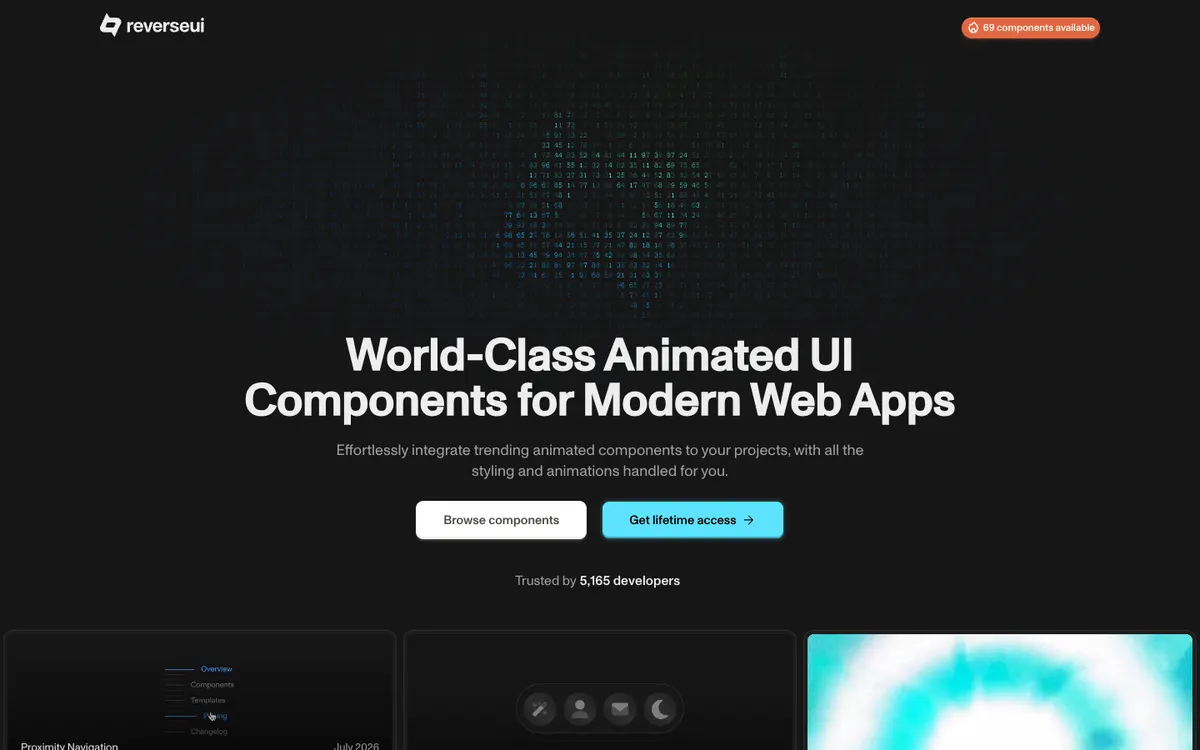 reverseui
69 components available
World-Class Animated UI
Components for Modern Web Apps
Effortlessly integrate trending animated components to your projects, with all the
styling and animations handled for you.
Browse components
Get lifetime access →
Trusted by 5,165 developers
Overview
Components
Templates
Changelog
Proximity Navigation
July 2026